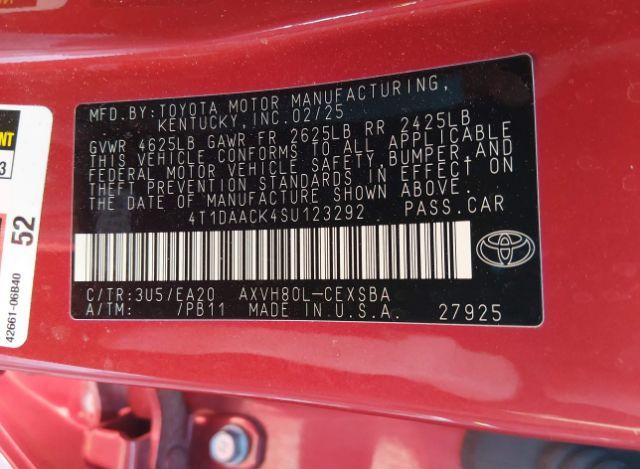 MFD.BY:TOYOTA MOTOR MANUFACTURING,
KENTUCKY, INC.02/25
GVWR 4625LB GAWR FR 2625LB RR 2425LB
THIS VEHICLE CONFORMS TO ALL APPLICABLE
FEDERAL MOTOR VEHICLE SAFETY,BUMPER,AND
THEFT PREVENTION STANDARDS IN EFFECT ON
THE DATE OF MANUFACTURE SHOWN ABOVE.
4T1DAACK4SU123292 PASS.CAR
C/TR:3U5/EA20 AXVH80L-CEXSBA
A/TM: /PB11 MADE IN U.S.A. 27925
52
42661-06B40